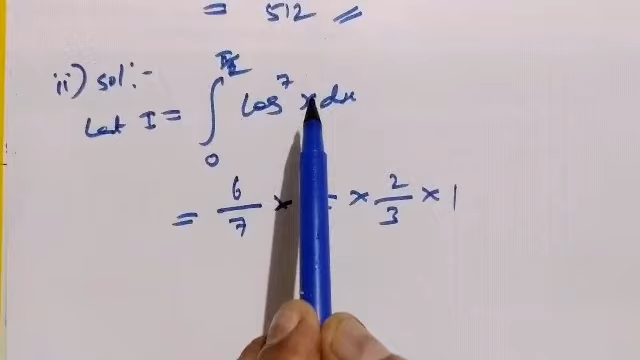 = 512 //
ii) sol:-
Let I = ∫₀^{π/2} cos⁷ x dx
= 6/7 × × 2/3 × 1